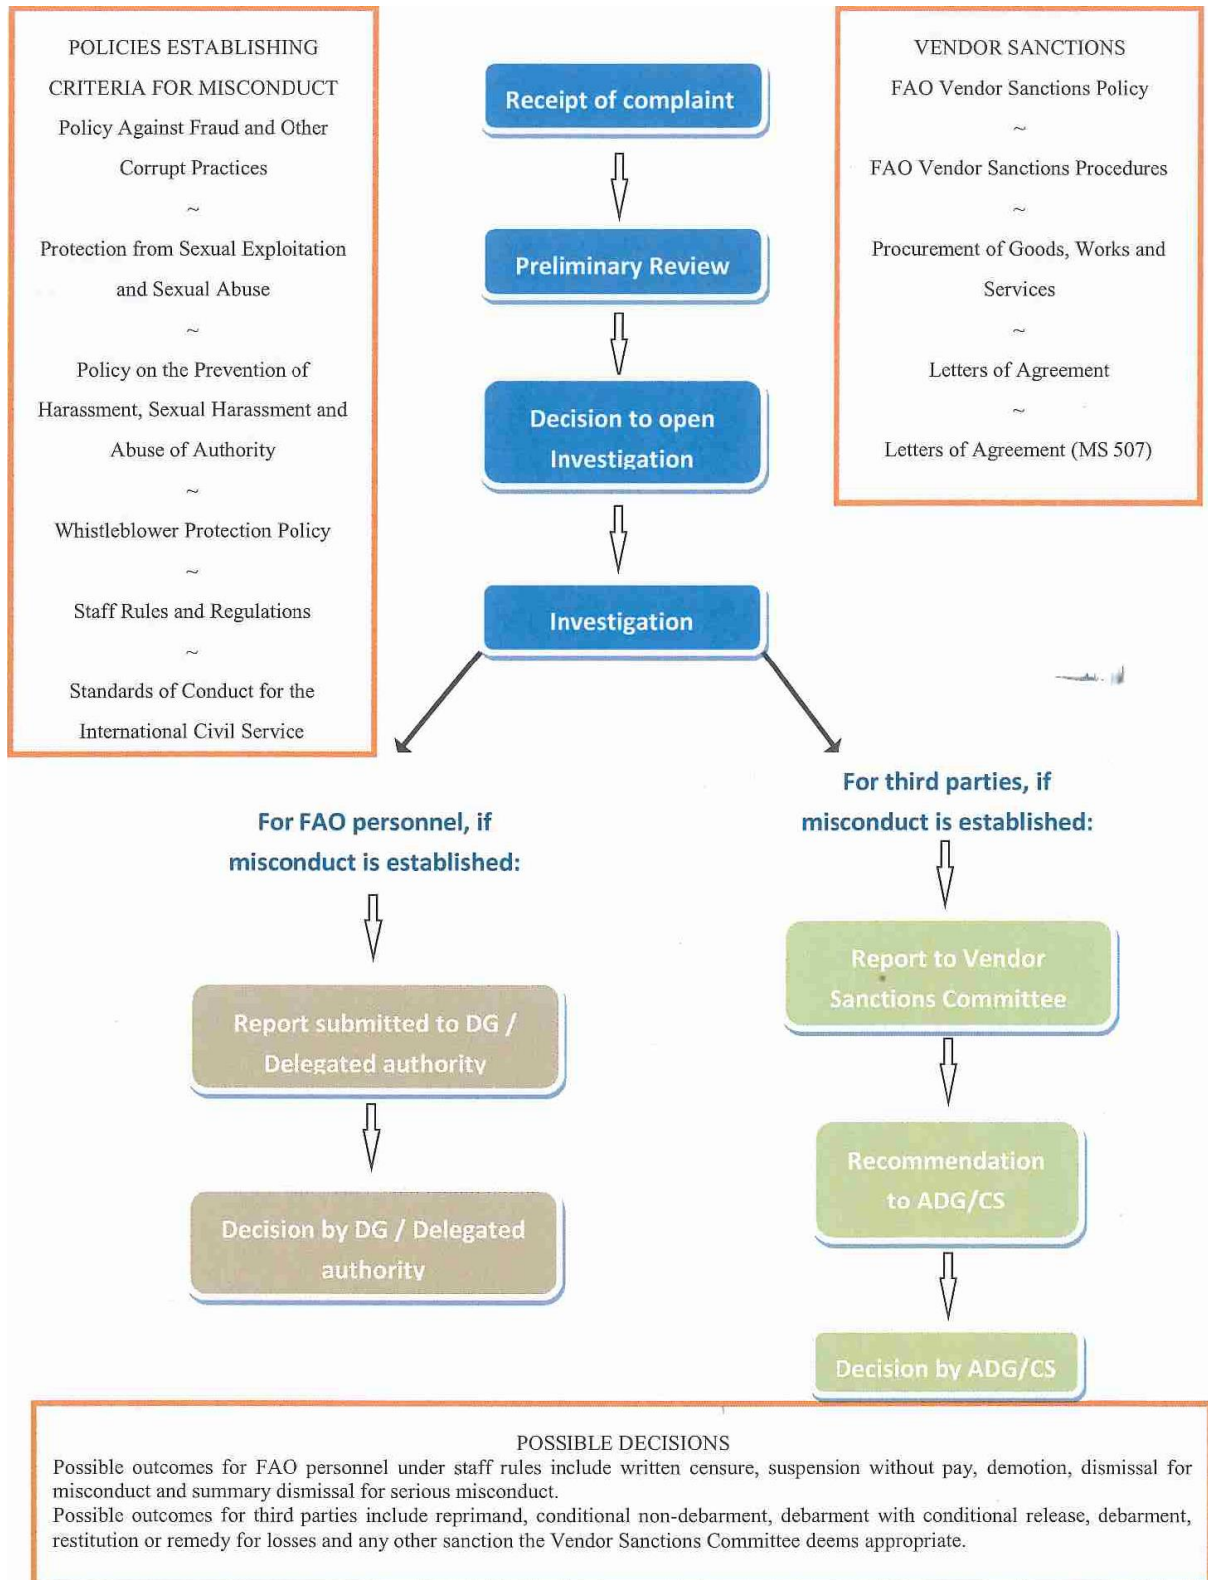 POLICIES ESTABLISHING
CRITERIA FOR MISCONDUCT
Policy Against Fraud and Other
Corrupt Practices
~
Protection from Sexual Exploitation
and Sexual Abuse
~
Policy on the Prevention of
Harassment, Sexual Harassment and
Abuse of Authority
~
Whistleblower Protection Policy
~
Staff Rules and Regulations
~
Standards of Conduct for the
International Civil Service
Receipt of complaint
Preliminary Review
Decision to open
Investigation
Investigation
VENDOR SANCTIONS
FAO Vendor Sanctions Policy
~
FAO Vendor Sanctions Procedures
~
Procurement of Goods, Works and
Services
~
Letters of Agreement
~
Letters of Agreement (MS 507)
For FAO personnel, if
misconduct is established:
Report submitted to DG /
Delegated authority
Decision by DG / Delegated
authority
For third parties, if
misconduct is established:
Report to Vendor
Sanctions Committee
Recommendation
to ADG/CS
Decision by ADG/CS
POSSIBLE DECISIONS
Possible outcomes for FAO personnel under staff rules include written censure, suspension without pay, demotion, dismissal for
misconduct and summary dismissal for serious misconduct.
Possible outcomes for third parties include reprimand, conditional non-debarment, debarment with conditional release, debarment,
restitution or remedy for losses and any other sanction the Vendor Sanctions Committee deems appropriate.